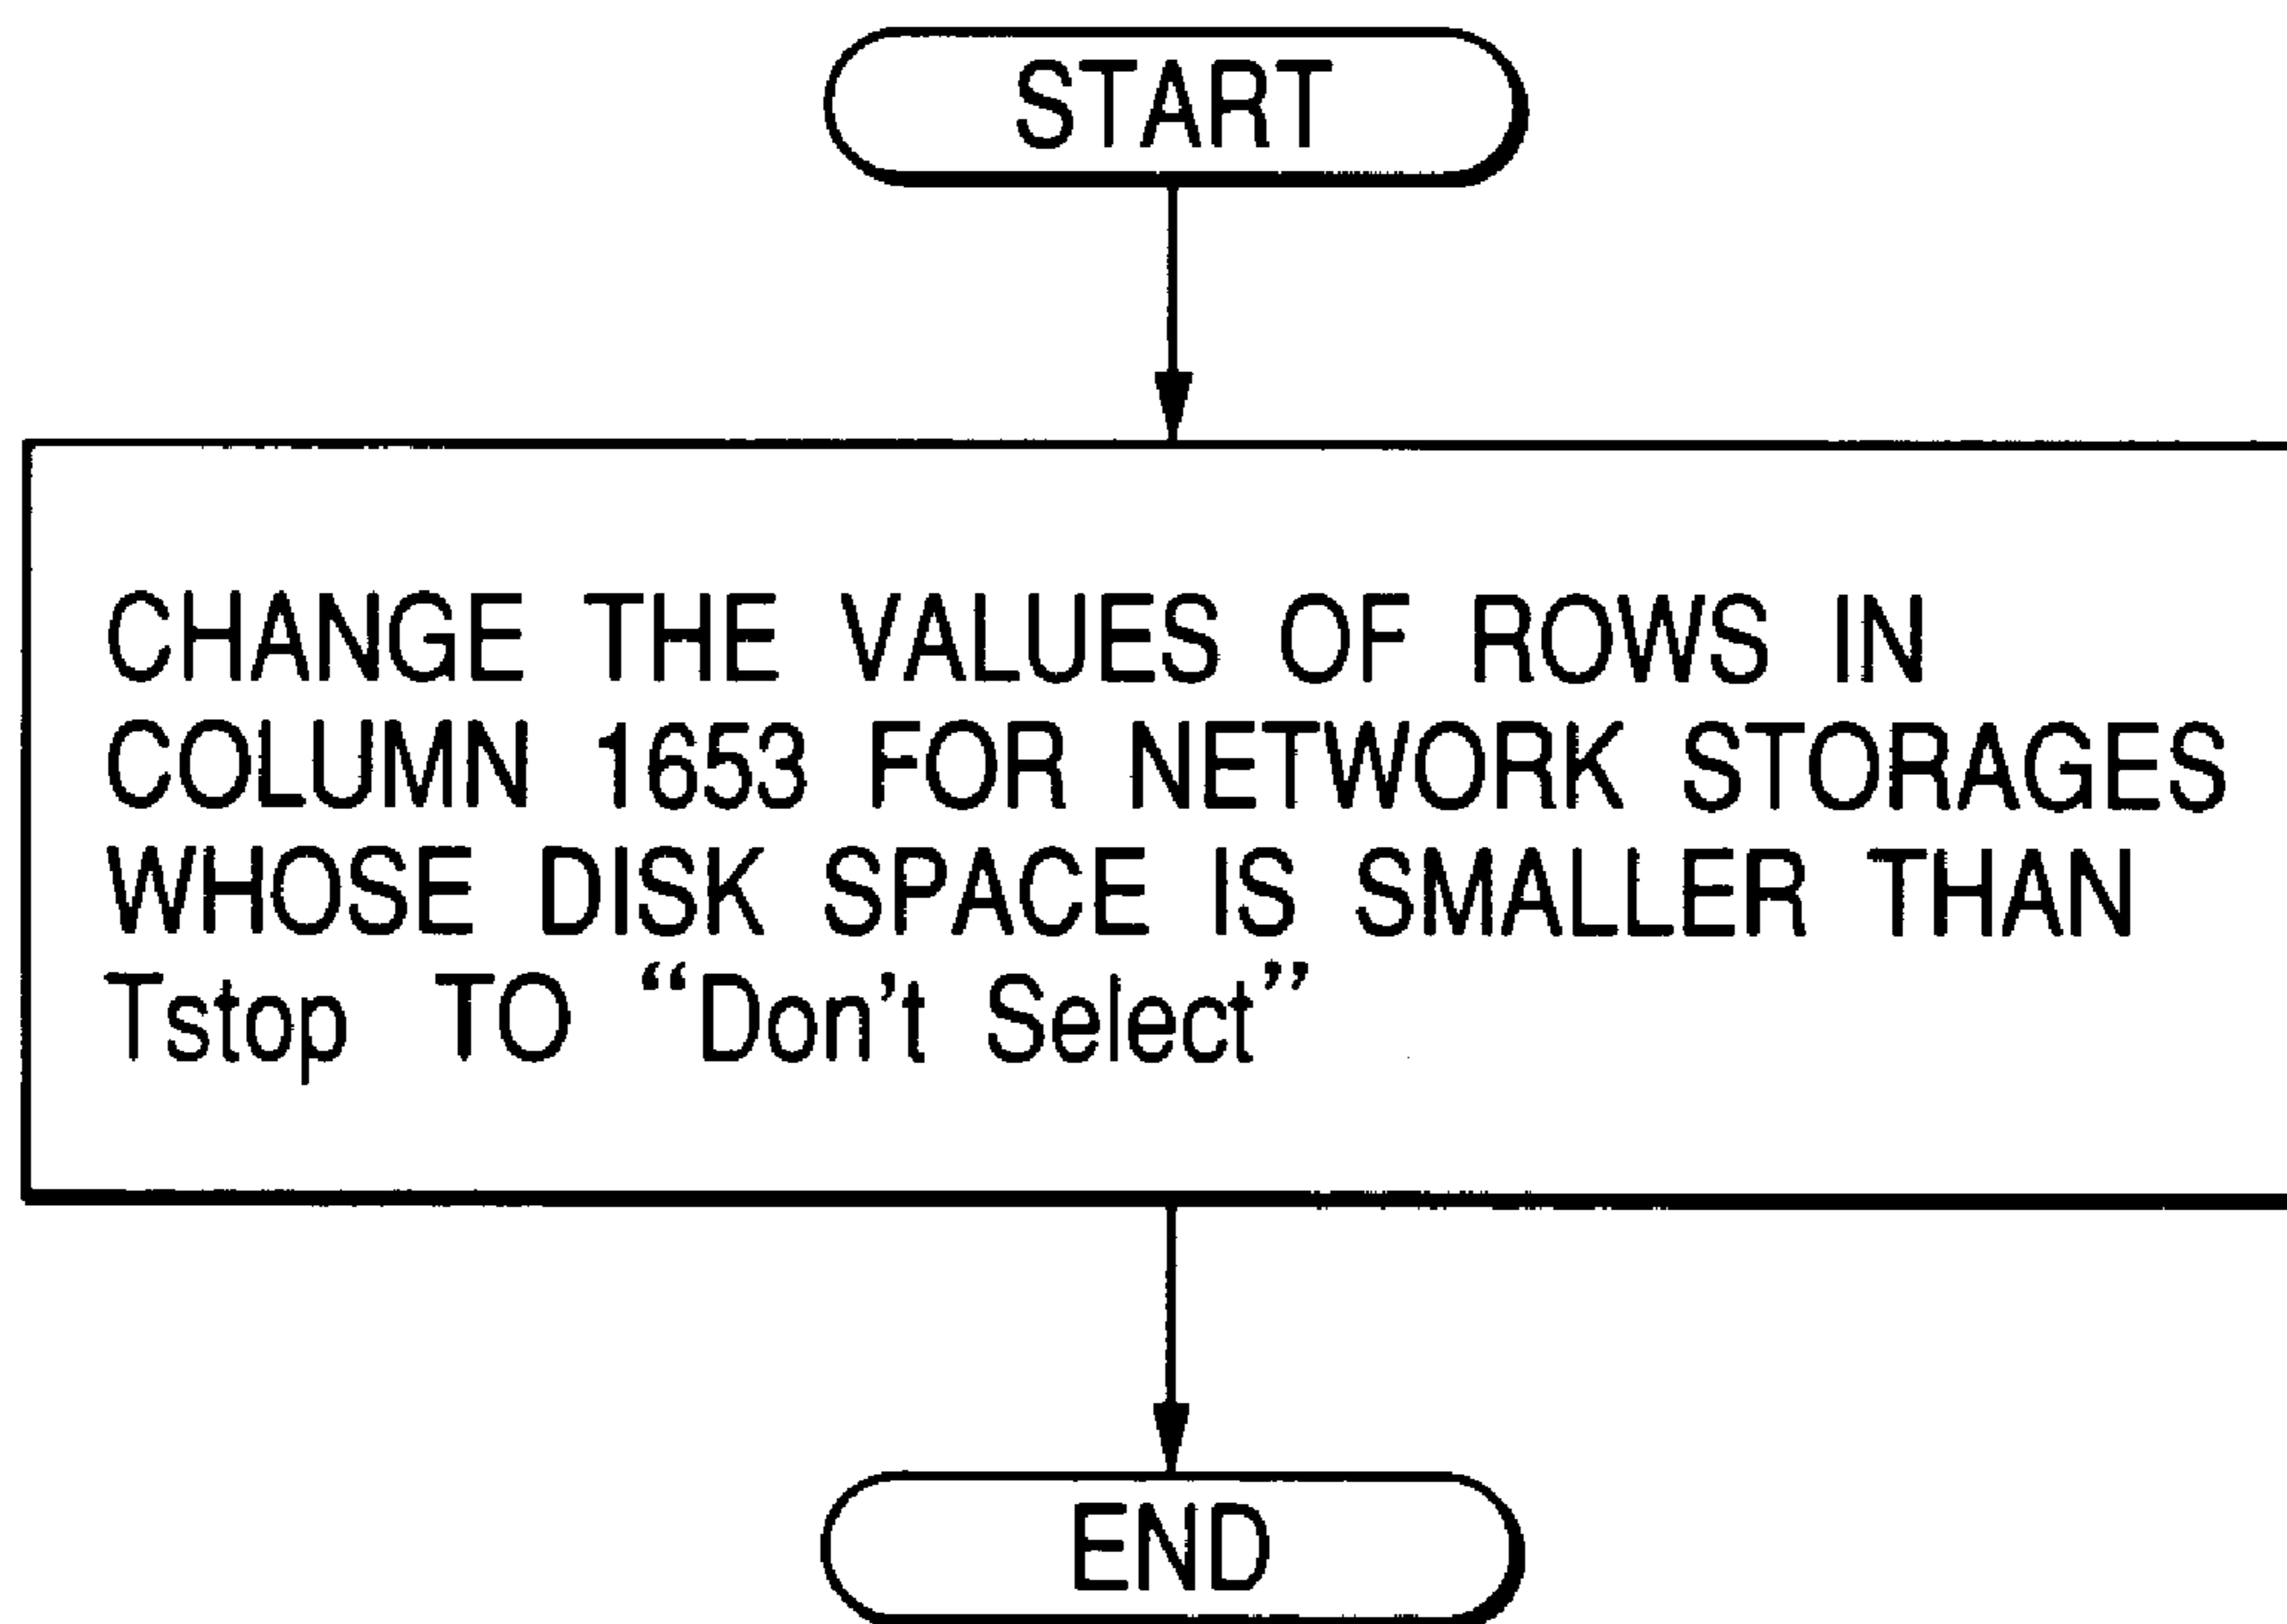 START
CHANGE THE VALUES OF ROWS IN
COLUMN 1653 FOR NETWORK STORAGES
WHOSE DISK SPACE IS SMALLER THAN
Tstop TO “Don't Select”
END